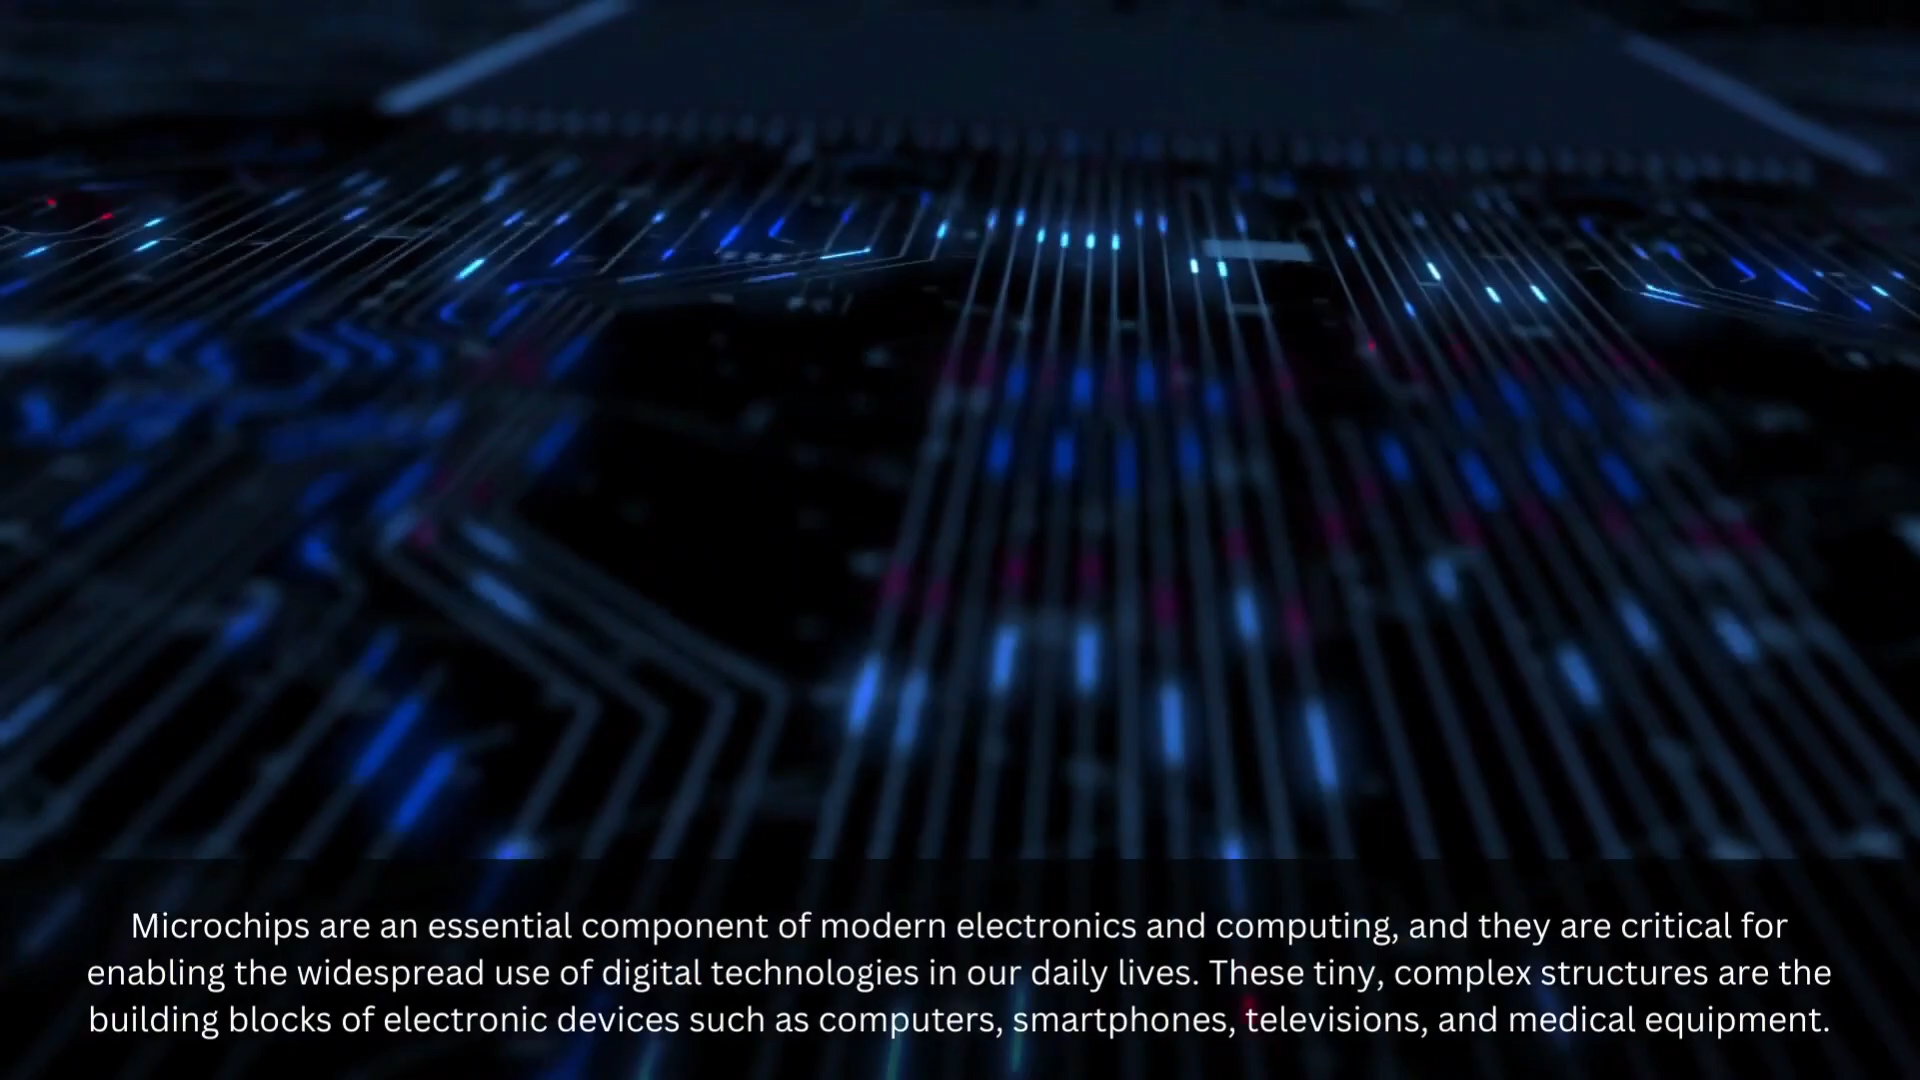 Microchips are an essential component of modern electronics and computing, and they are critical for
enabling the widespread use of digital technologies in our daily lives. These tiny, complex structures are the
building blocks of electronic devices such as computers, smartphones, televisions, and medical equipment.